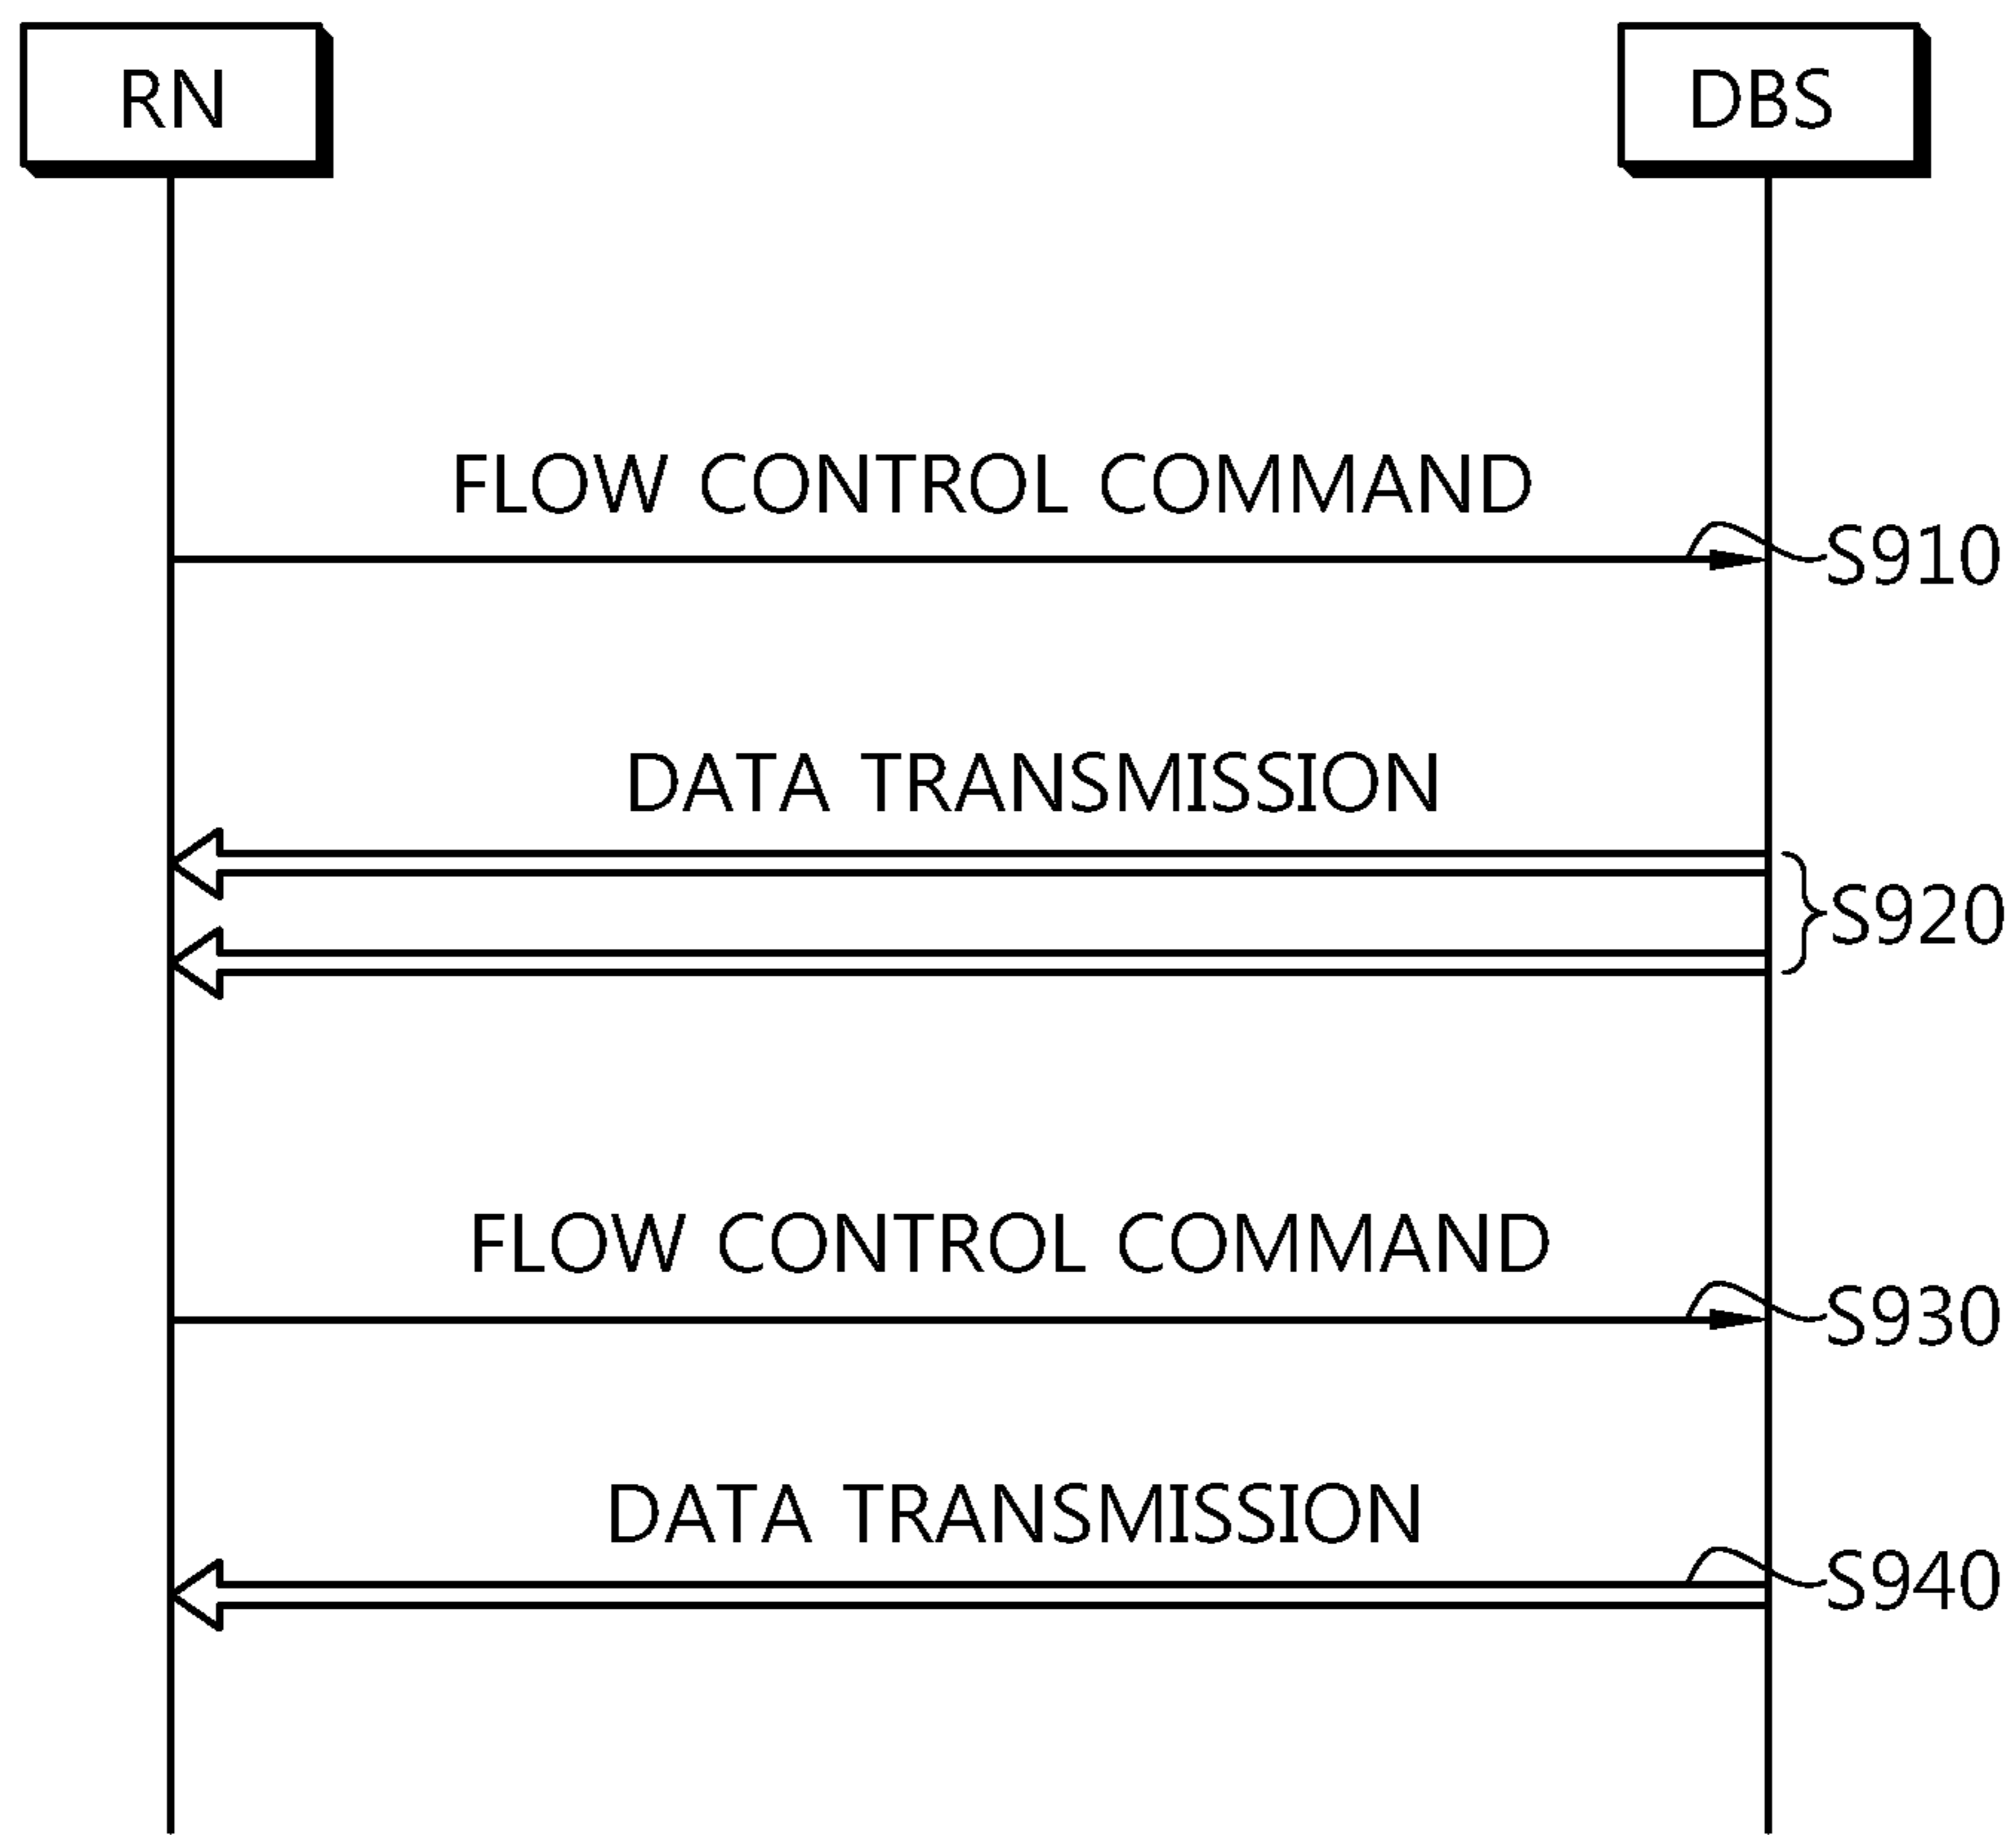 RN
DBS
FLOW CONTROL COMMAND
S910
DATA TRANSMISSION
S920
FLOW CONTROL COMMAND
S930
DATA TRANSMISSION
S940